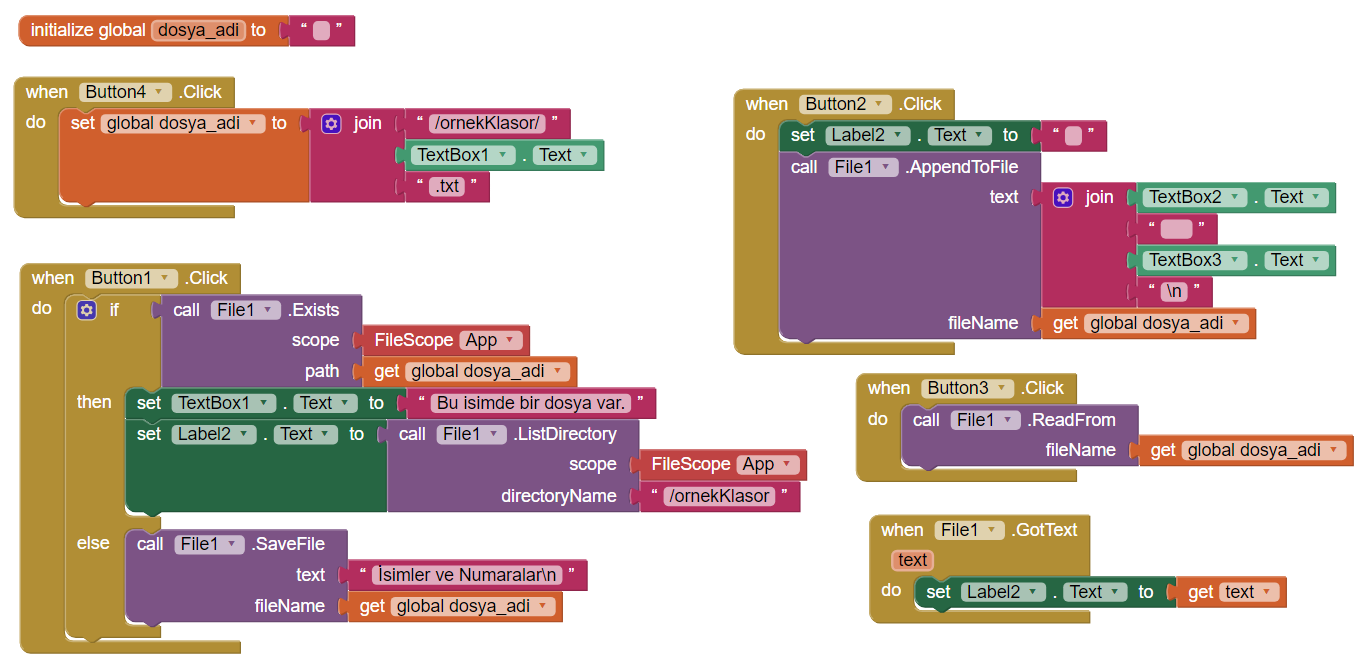 initialize global dosya_adi to “ ”
when Button4 .Click
do set global dosya_adi to join “ /ornekKlasor/ ”
TextBox1 . Text
“ .txt ”
when Button1 .Click
do if call File1 .Exists
scope FileScope App
path get global dosya_adi
then set TextBox1 . Text to “ Bu isimde bir dosya var. ”
set Label2 . Text to call File1 .ListDirectory
scope FileScope App
directoryName “ /ornekKlasor ”
else call File1 .SaveFile
text “ İsimler ve Numaralar\n ”
fileName get global dosya_adi
when Button2 .Click
do set Label2 . Text to “ ”
call File1 .AppendToFile
text join TextBox2 . Text
“ ”
TextBox3 . Text
“ \n ”
fileName get global dosya_adi
when Button3 .Click
do call File1 .ReadFrom
fileName get global dosya_adi
when File1 .GotText
text
do set Label2 . Text to get text